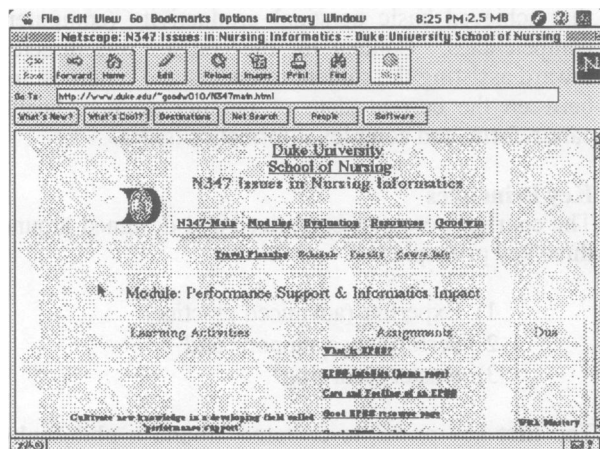 File Edit View Go Bookmarks Options Directory Window 8:25 PM 2.5 MB
Netscape: N347 Issues in Nursing Informatics - Duke University School of Nursing
Back Forward Home Edit Reload Images Print Find Stop N
Go To: http://www.duke.edu/~goodw010/N347main.html
What's New? What's Cool? Destinations Net Search People Software
Duke University
School of Nursing
N347 Issues in Nursing Informatics
N347-Main Modules Evaluation Resources Goodwin
Travel Planning Schedule Faculty Course Info
Module: Performance Support & Informatics Impact
Learning Activities Assignments Due
What is EPSS?
EPSS InfoSite (home page)
Care and Feeding of an EPSS
Cultivate new knowledge in a developing field called Good EPSS resource page With Mastery
"performance support"